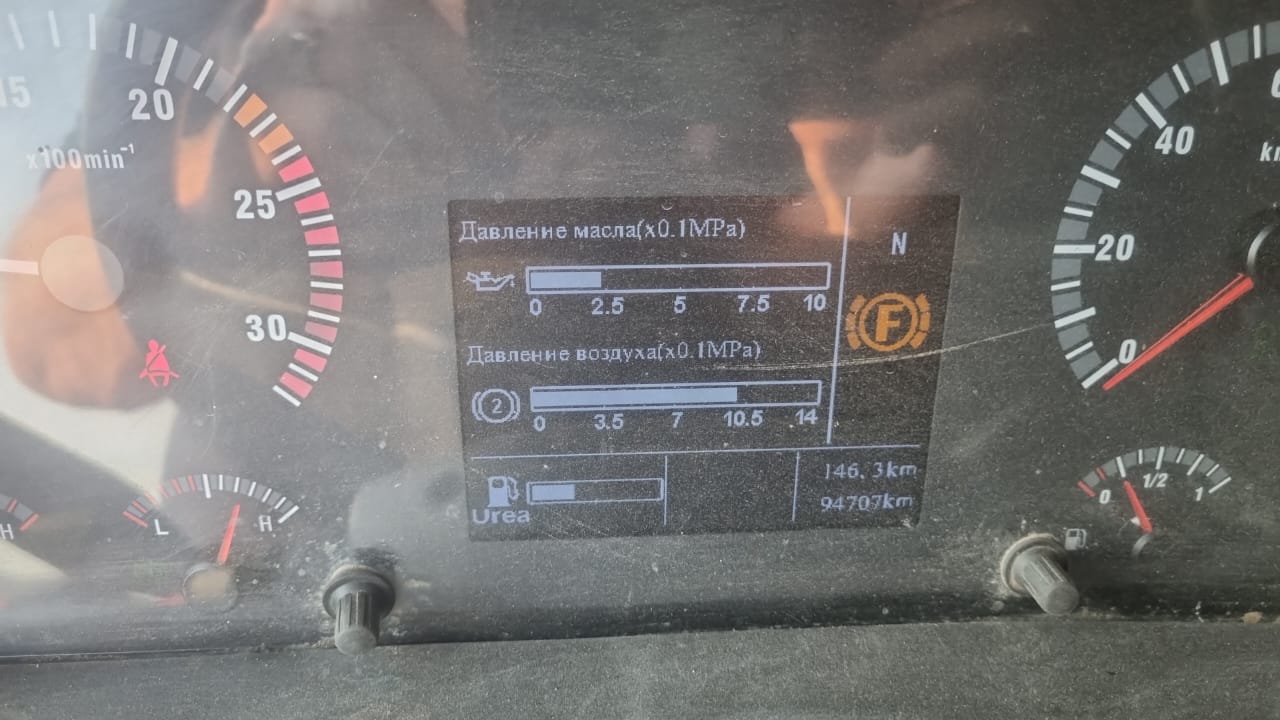 15
20
x100min⁻¹
25
30
Давление масла(x0.1MPa)
0 2.5 5 7.5 10
Давление воздуха(x0.1MPa)
2
0 3.5 7 10.5 14
Urea
N
F
146.3km
94707km
40
20
0
L H
H
0 1/2 1